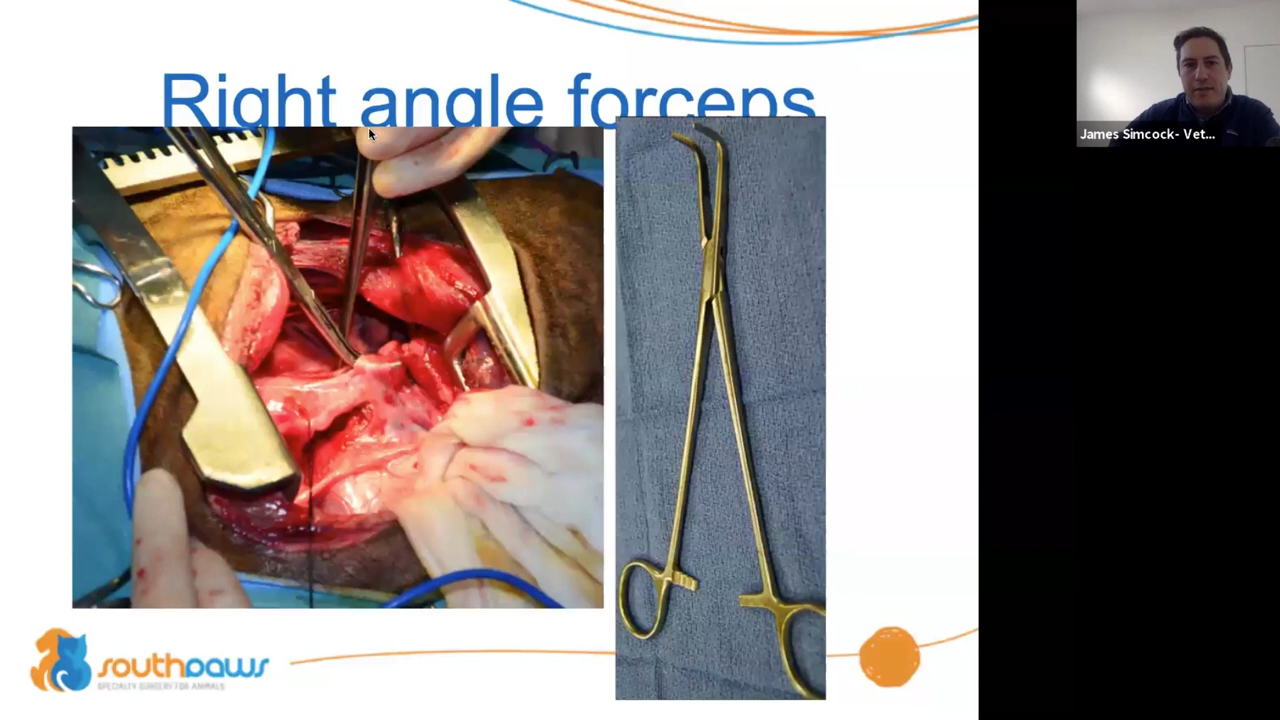 Right angle forceps
James Simcock- Vet...
southpaws
SPECIALTY SURGERY FOR ANIMALS